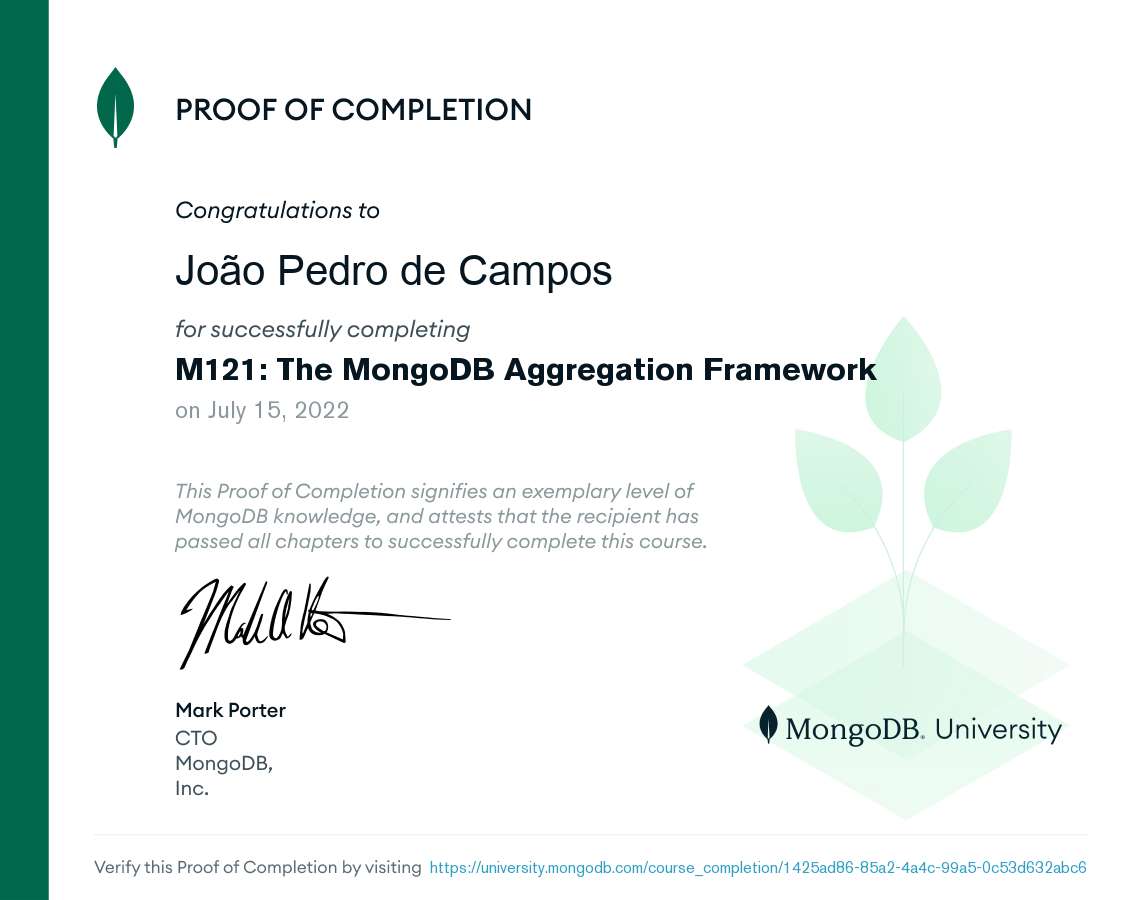 PROOF OF COMPLETION
Congratulations to
João Pedro de Campos
for successfully completing
M121: The MongoDB Aggregation Framework
on July 15, 2022
This Proof of Completion signifies an exemplary level of
MongoDB knowledge, and attests that the recipient has
passed all chapters to successfully complete this course.
Mark Porter
CTO
MongoDB,
Inc.
MongoDB. University
Verify this Proof of Completion by visiting https://university.mongodb.com/course_completion/1425ad86-85a2-4a4c-99a5-0c53d632abc6